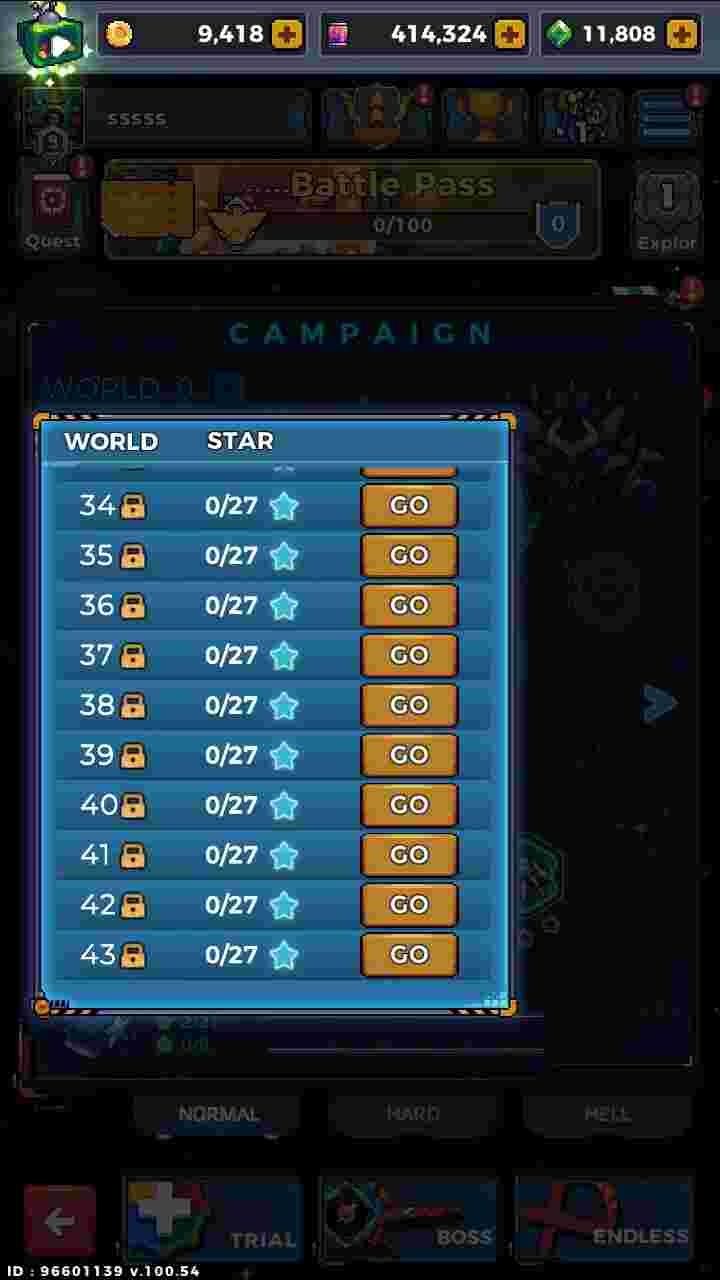 9,418 414,324 11,808
19 sssss 1
Quest Battle Pass 1
0/100 0 Explor
CAMPAIGN
WORLD 0
WORLD STAR
34 0/27 GO
35 0/27 GO
36 0/27 GO
37 0/27 GO
38 0/27 GO
39 0/27 GO
40 0/27 GO
41 0/27 GO
42 0/27 GO
43 0/27 GO
NORMAL HARD HELL
TRIAL BOSS ENDLESS
ID : 96601139 v.100.54